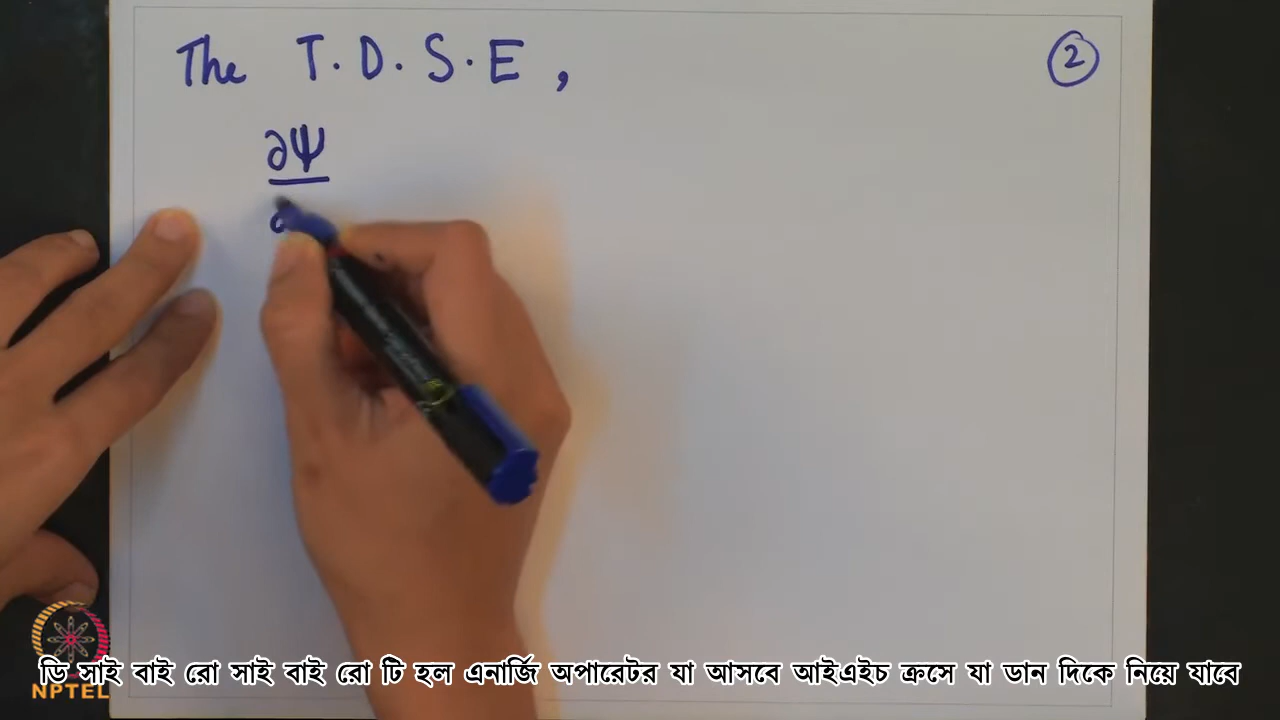 The T.D.S.E,
2
∂Ψ
∂
NPTEL
ডি সাই বাই রো সাই বাই রো টি হল এনার্জি অপারেটর যা আসবে আইএইচ ক্রসে যা ডান দিকে নিয়ে যাবে